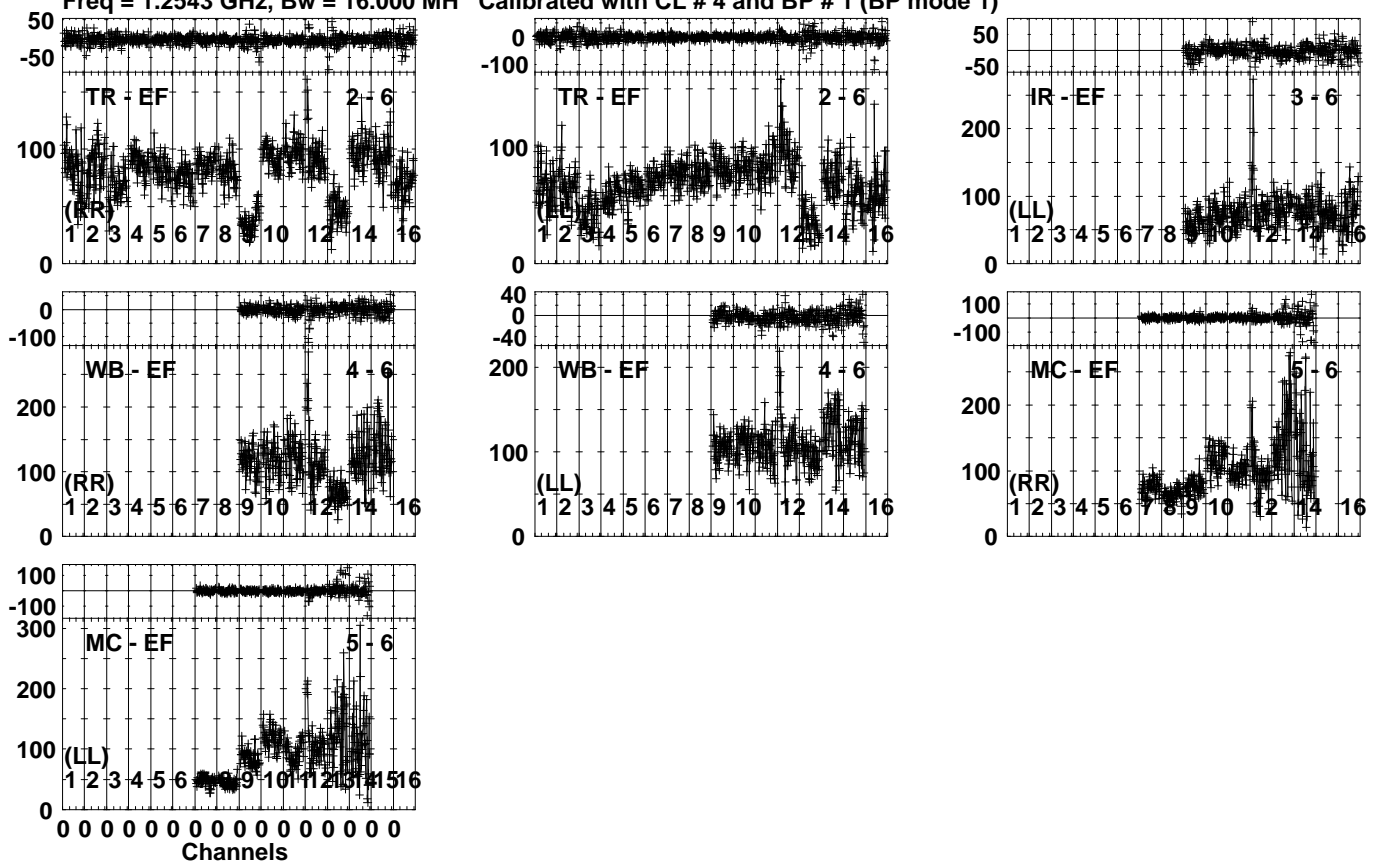 Freq = 1.2543 GHz, Bw = 16.000 MH Calibrated with CL # 4 and BP # 1 (BP mode 1)
50
-50
TR - EF 2 - 6
100
(RR)
1 2 3 4 5 6 7 8 9 10 12 14 16
0
0
-100
TR - EF 2 - 6
100
(LL)
1 2 3 4 5 6 7 8 9 10 12 14 16
0
50
-50
IR - EF 3 - 6
200
100
(LL)
1 2 3 4 5 6 7 8 9 10 12 14 16
0
0
-100
WB - EF 4 - 6
200
100
(RR)
1 2 3 4 5 6 7 8 9 10 12 14 16
0
40
0
-40
WB - EF 4 - 6
200
100
(LL)
1 2 3 4 5 6 7 8 9 10 12 14 16
0
100
-100
MC - EF 5 - 6
200
100
(RR)
1 2 3 4 5 6 7 8 9 10 12 14 16
0
100
-100
300
MC - EF 5 - 6
200
100
(LL)
1 2 3 4 5 6 7 8 9 10 11 12 13 14 15 16
0
0 0 0 0 0 0 0 0 0 0 0 0 0 0 0 0
Channels